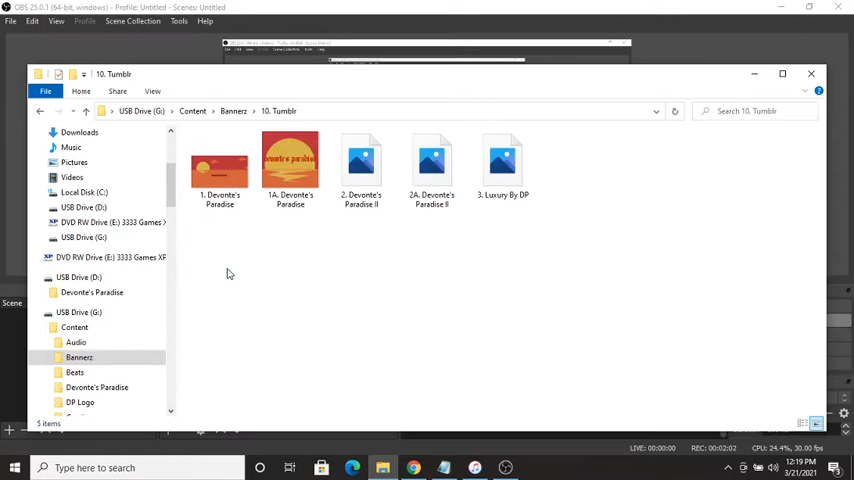 OBS 25.0.1 (64-bit, windows) - Profile: Untitled - Scenes: Untitled
File Edit View Profile Scene Collection Tools Help
10. Tumblr
File Home Share View
USB Drive (G:) Content Bannerz 10. Tumblr
Search 10. Tumblr
Downloads
Music
Pictures
Videos
Local Disk (C:)
USB Drive (D:)
DVD RW Drive (E:) 3333 Games X
USB Drive (G:)
DVD RW Drive (E:) 3333 Games XP
USB Drive (D:)
Devonte's Paradise
USB Drive (G:)
Content
Audio
Bannerz
Beats
Devonte's Paradise
DP Logo
devonte's paradise
1. Devonte's
Paradise
1A. Devonte's
Paradise
2. Devonte's
Paradise II
2A. Devonte's
Paradise II
3. Luxury By DP
5 items
Scene
LIVE: 00:00:00 REC: 00:02:02 CPU: 24.4%, 30.00 fps
Type here to search
12:19 PM
3/21/2021
3